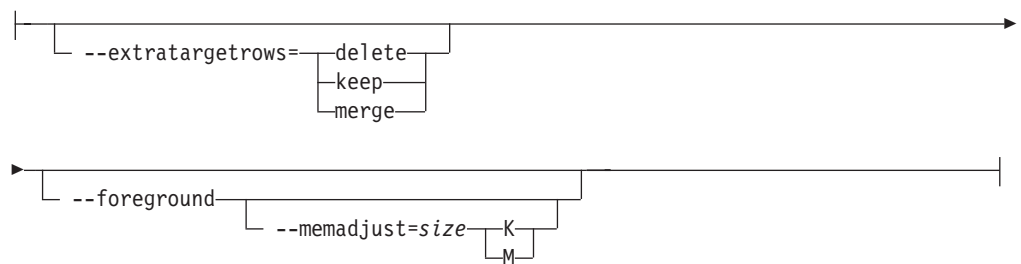 --extratargetrows= delete
keep
merge
--foreground
--memadjust=size K
M